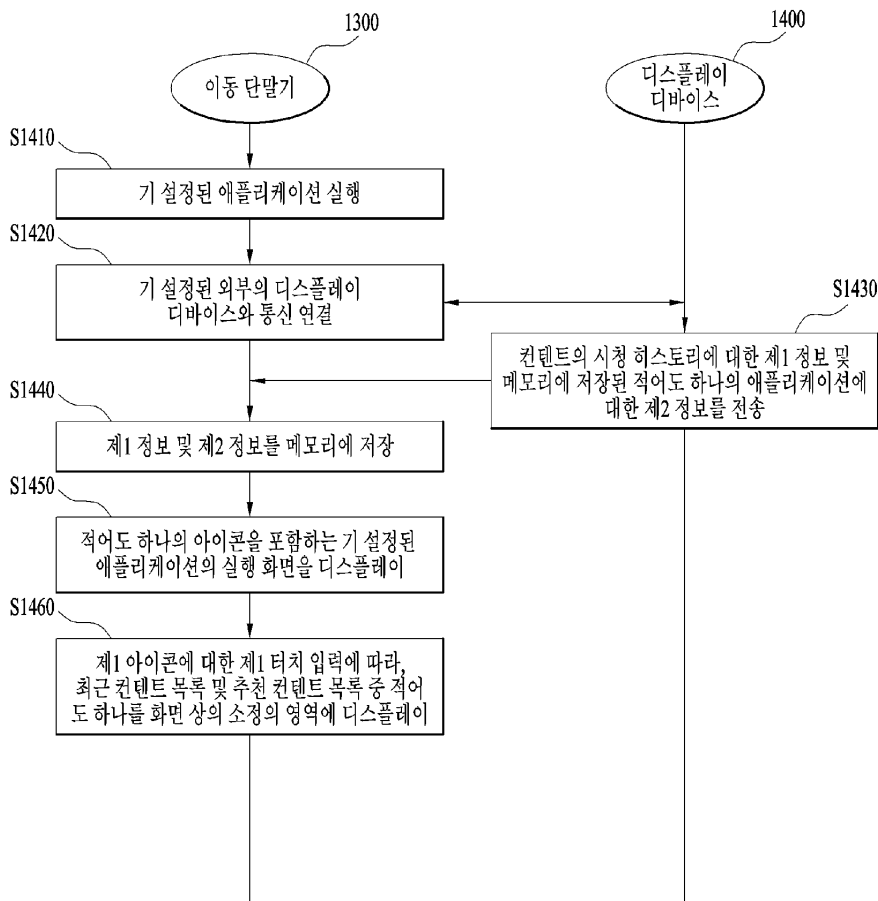 1300
이동 단말기
1400
디스플레이
디바이스
S1410
기 설정된 애플리케이션 실행
S1420
기 설정된 외부의 디스플레이
디바이스와 통신 연결
S1430
컨텐트의 시청 히스토리에 대한 제1 정보 및
메모리에 저장된 적어도 하나의 애플리케이션에
대한 제2 정보를 전송
S1440
제1 정보 및 제2 정보를 메모리에 저장
S1450
적어도 하나의 아이콘을 포함하는 기 설정된
애플리케이션의 실행 화면을 디스플레이
S1460
제1 아이콘에 대한 제1 터치 입력에 따라,
최근 컨텐트 목록 및 추천 컨텐트 목록 중 적어
도 하나를 화면 상의 소정의 영역에 디스플레이